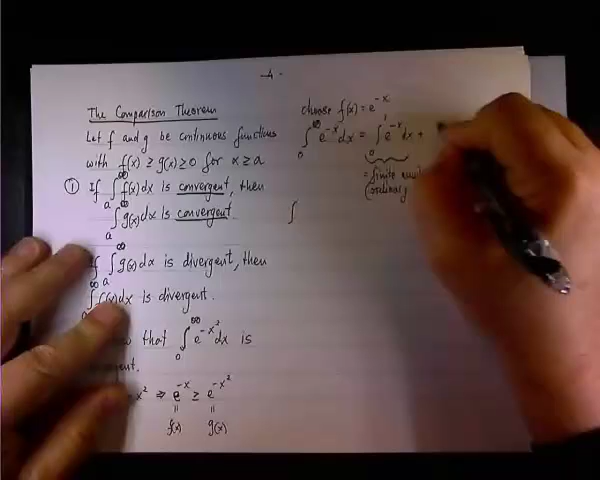 -4-
The Comparison Theorem
Let f and g be continuous functions
with f(x) ≥ g(x) ≥ 0 for x ≥ a
① If ∫_a^∞ f(x)dx is convergent, then
∫_a^∞ g(x)dx is convergent.
If ∫_a^∞ g(x)dx is divergent, then
∫^∞ f(x)dx is divergent.
that ∫_0^∞ e^{-x²}dx is
-x² ⇒ e^{-x} ≥ e^{-x²}
f(x) g(x)
choose f(x) = e^{-x}
∫_0^∞ e^{-x}dx = ∫_0^1 e^{-x}dx +
= finite
(ordinary
∫